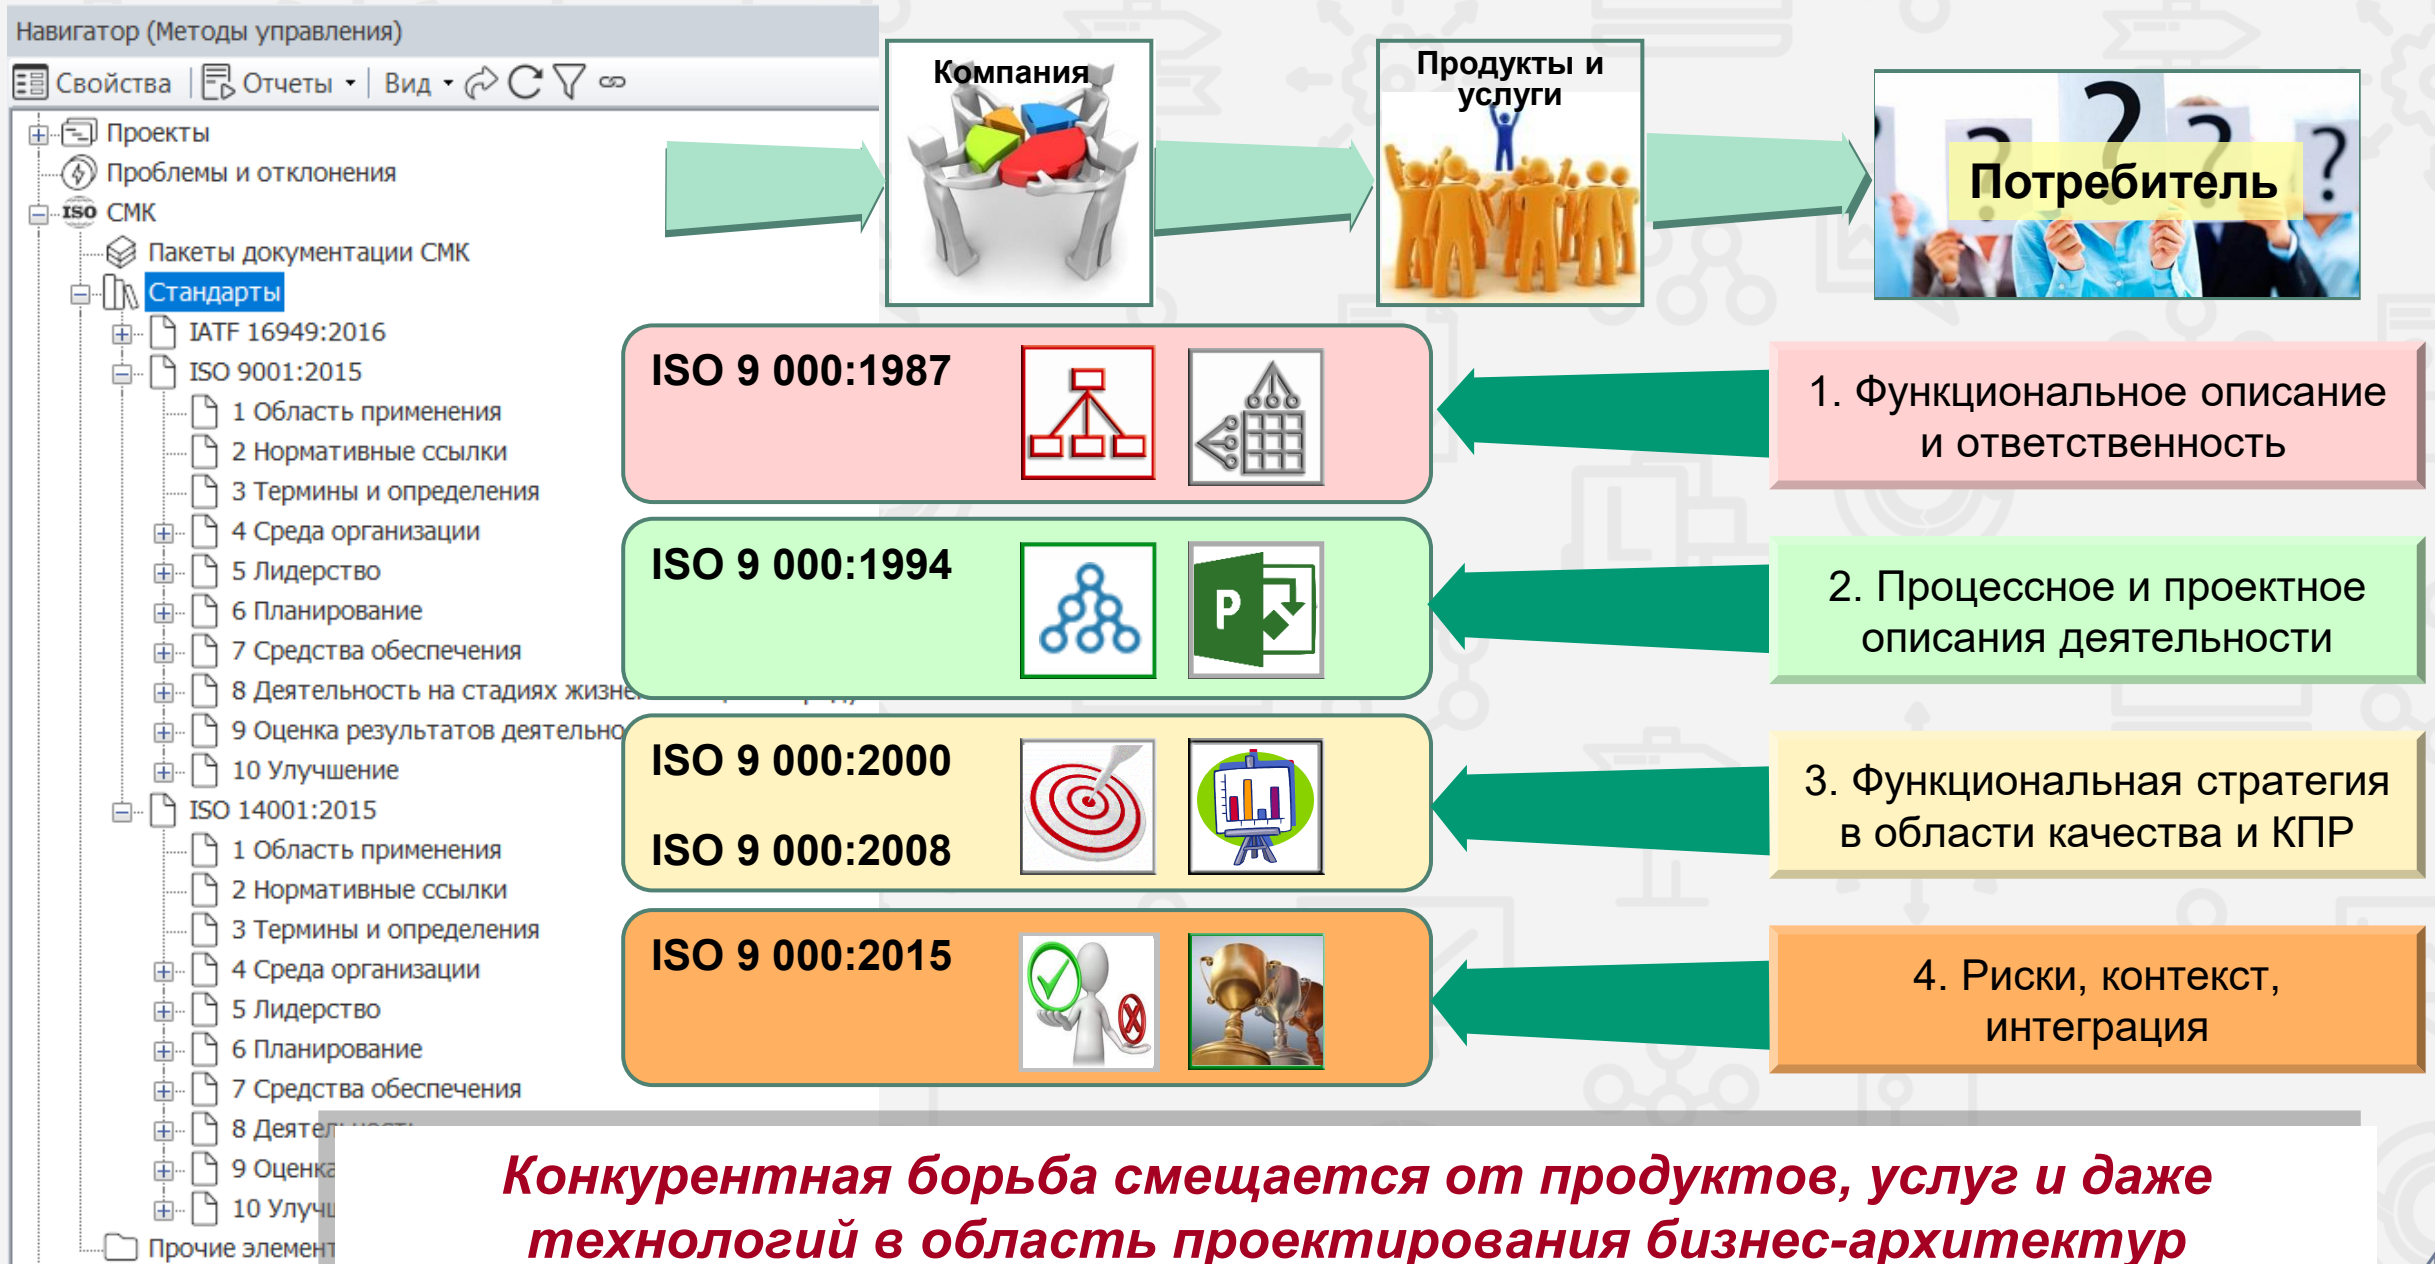 Навигатор (Методы управления)
Свойства
Отчеты
Вид
Проекты
Проблемы и отклонения
ISO СМК
Пакеты документации СМК
Стандарты
IATF 16949:2016
ISO 9001:2015
1 Область применения
2 Нормативные ссылки
3 Термины и определения
4 Среда организации
5 Лидерство
6 Планирование
7 Средства обеспечения
8 Деятельность на стадиях
9 Оценка результатов
10 Улучшение
ISO 14001:2015
1 Область применения
2 Нормативные ссылки
3 Термины и определения
4 Среда организации
5 Лидерство
6 Планирование
7 Средства обеспечения
8
9
10
Прочие
Компания
Продукты и
услуги
? ? ? ? ?
Потребитель
ISO 9 000:1987
1. Функциональное описание
и ответственность
ISO 9 000:1994
P
2. Процессное и проектное
описания деятельности
ISO 9 000:2000
ISO 9 000:2008
3. Функциональная стратегия
в области качества и КПР
ISO 9 000:2015
4. Риски, контекст,
интеграция
Конкурентная борьба смещается от продуктов, услуг и даже
технологий в область проектирования бизнес-архитектур